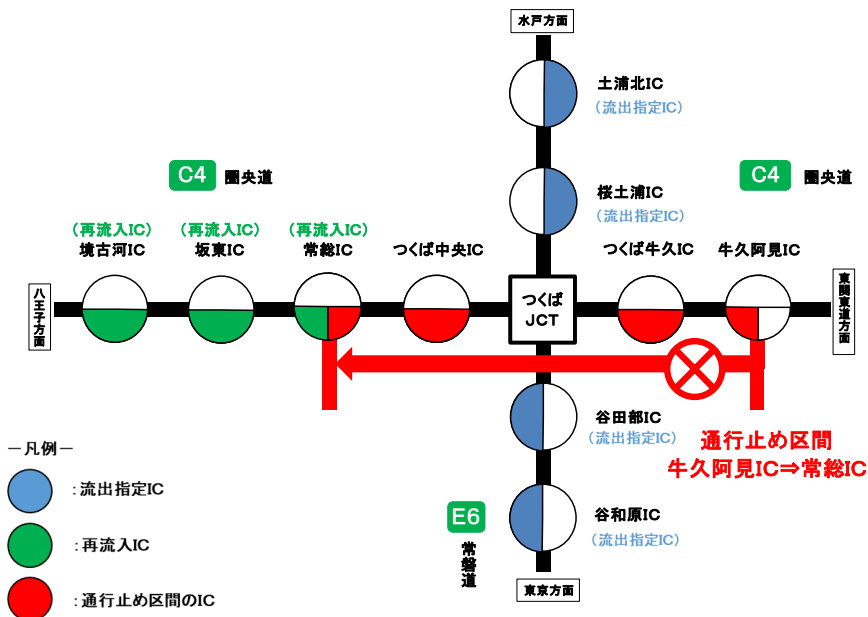 水戸方面
土浦北IC
(流出指定IC)
C4 圏央道
C4 圏央道
桜土浦IC
(流出指定IC)
(再流入IC)
境古河IC
(再流入IC)
坂東IC
(再流入IC)
常総IC
つくば中央IC
つくば牛久IC
牛久阿見IC
八王子方面
つくば
JCT
東関東道方面
谷田部IC
(流出指定IC)
通行止め区間
牛久阿見IC⇒常総IC
－凡例－
:流出指定IC
:再流入IC
:通行止め区間のIC
E6
常磐道
谷和原IC
(流出指定IC)
東京方面